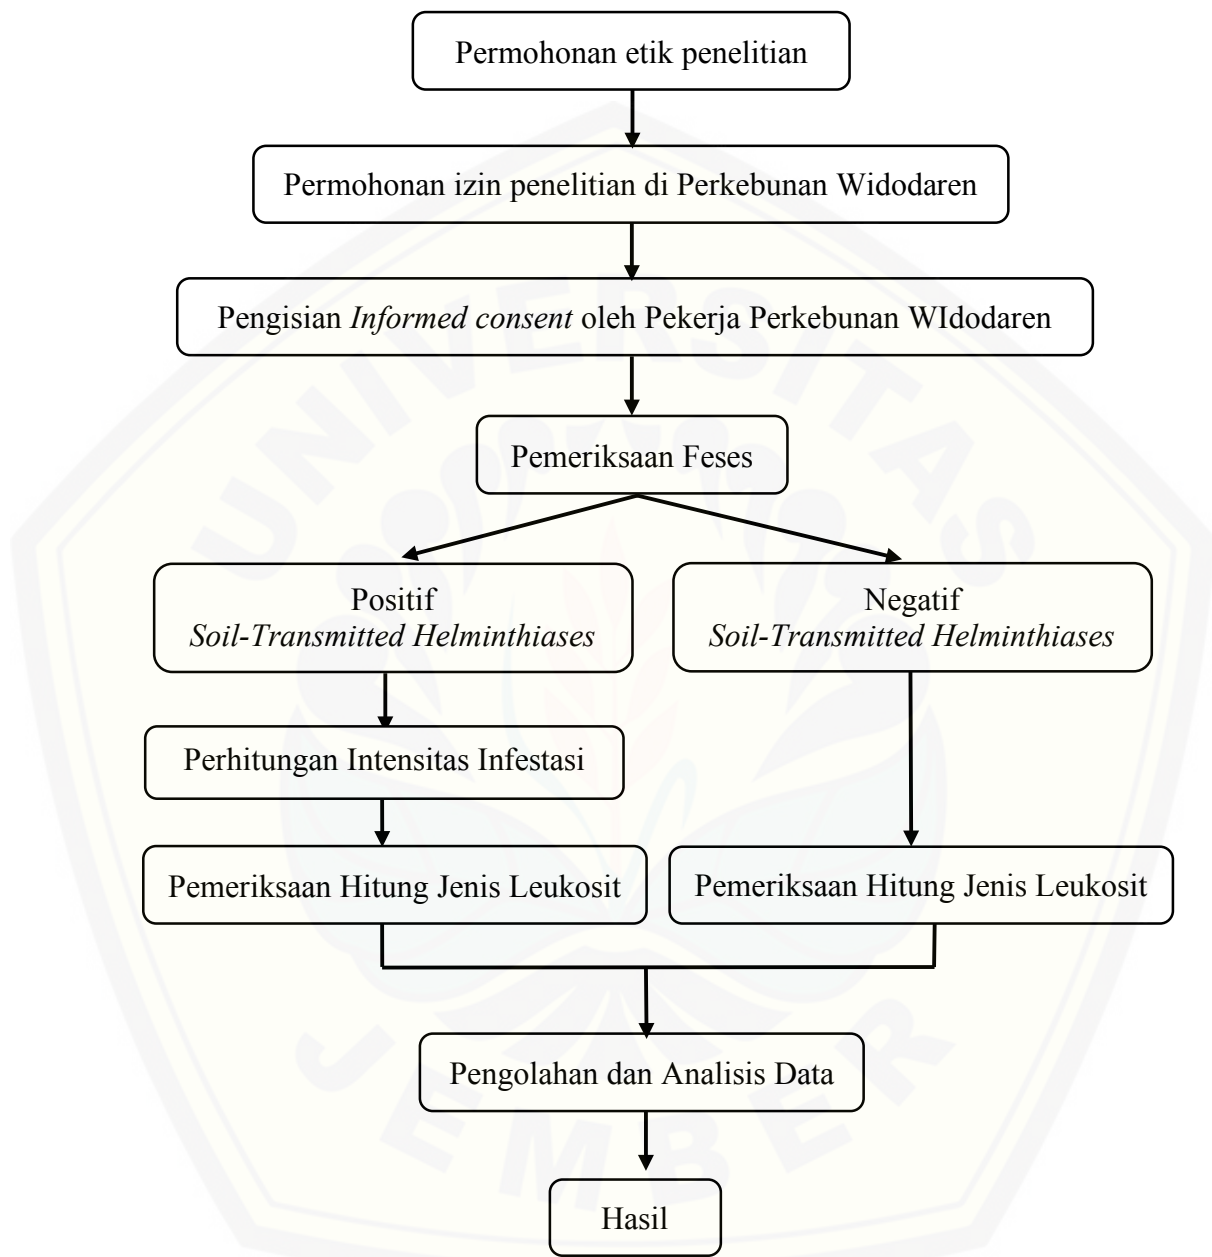 Permohonan etik penelitian
Permohonan izin penelitian di Perkebunan Widodaren
Pengisian Informed consent oleh Pekerja Perkebunan WIdodaren
Pemeriksaan Feses
Positif
Soil-Transmitted Helminthiases
Negatif
Soil-Transmitted Helminthiases
Perhitungan Intensitas Infestasi
Pemeriksaan Hitung Jenis Leukosit
Pemeriksaan Hitung Jenis Leukosit
Pengolahan dan Analisis Data
Hasil
UNIVERSITAS
JEMBER